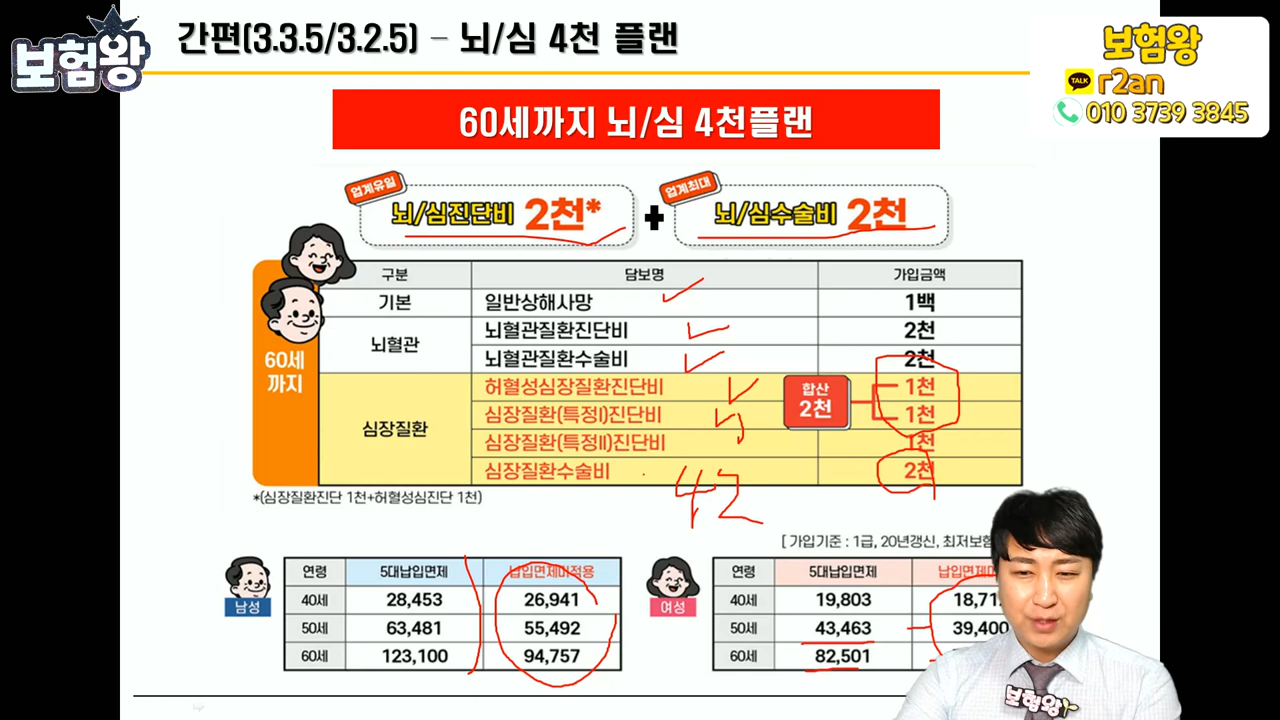 보험왕
간편(3.3.5/3.2.5) – 뇌/심 4천 플랜
보험왕
TALK r2an
010 3739 3845
60세까지 뇌/심 4천플랜
업계유일
뇌/심진단비 2천*
+
업계최대
뇌/심수술비 2천
60세까지
구분 담보명 가입금액
기본 일반상해사망 1백
뇌혈관 뇌혈관질환진단비 2천
뇌혈관질환수술비 2천
심장질환 허혈성심장질환진단비 1천
심장질환(특정Ⅰ)진단비 1천
합산 2천
심장질환(특정Ⅱ)진단비 1천
심장질환수술비 2천
42
*(심장질환진단 1천+허혈성심진단 1천)
[ 가입기준 : 1급, 20년갱신, 최저보험
남성
연령 5대납입면제 납입면제미적용
40세 28,453 26,941
50세 63,481 55,492
60세 123,100 94,757
여성
연령 5대납입면제 납입면제
40세 19,803 18,71
50세 43,463 39,400
60세 82,501
보험왕